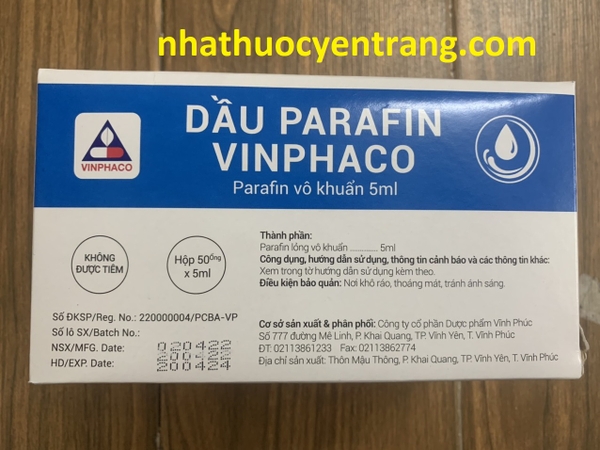 nhathuocyentrang.com
DẦU PARAFIN
VINPHACO
Parafin vô khuẩn 5ml
VINPHACO
KHÔNG
ĐƯỢC TIÊM
Hộp 50ống
x 5ml
Thành phần:
Parafin lỏng vô khuẩn .............. 5ml
Công dụng, hướng dẫn sử dụng, thông tin cảnh báo và các thông tin khác:
Xem trong tờ hướng dẫn sử dụng kèm theo.
Điều kiện bảo quản: Nơi khô ráo, thoáng mát, tránh ánh sáng.
Số ĐKSP/Reg. No.: 220000004/PCBA-VP
Số lô SX/Batch No.:
NSX/MFG. Date:
HD/EXP. Date:
Cơ sở sản xuất & phân phối: Công ty cổ phần Dược phẩm Vĩnh Phúc
Số 777 đường Mê Linh, P. Khai Quang, TP. Vĩnh Yên, T. Vĩnh Phúc
ĐT: 02113861233 Fax: 02113862774
Địa chỉ sản xuất: Thôn Mậu Thông, P. Khai Quang, TP. Vĩnh Yên, T. Vĩnh Phúc